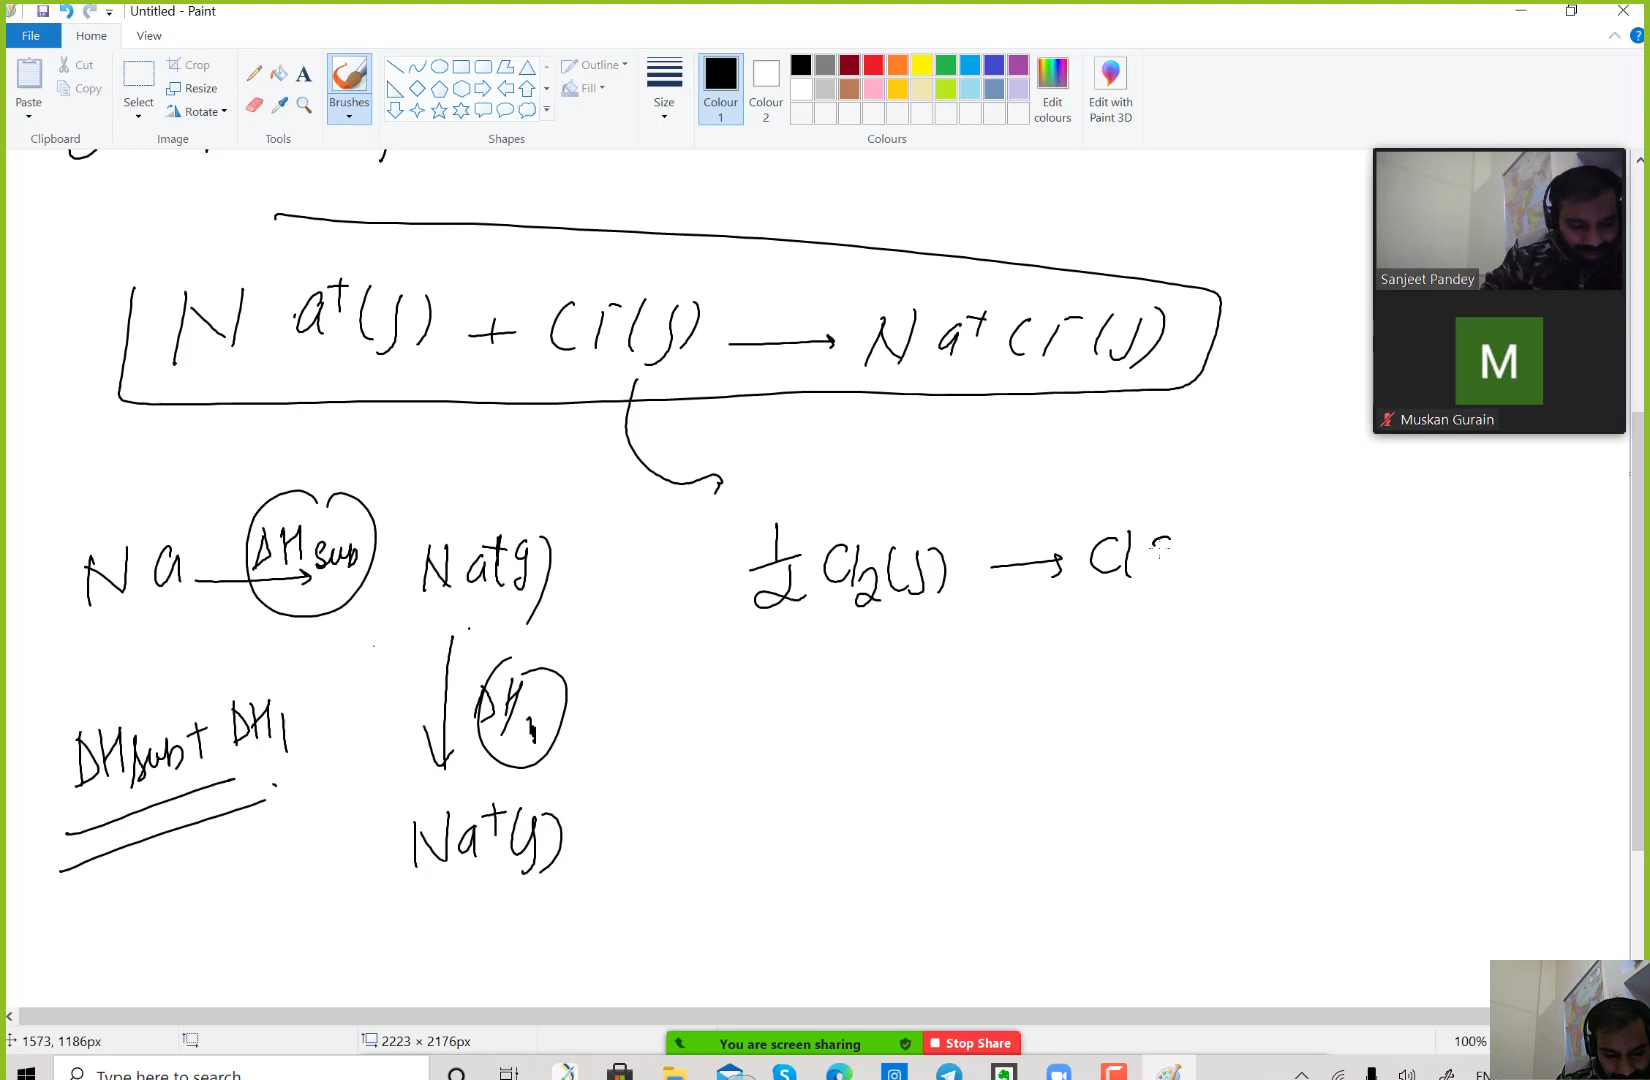 Untitled - Paint
File Home View
Cut
Copy
Paste
Clipboard
Select
Crop
Resize
Rotate
Image
Tools
Brushes
Shapes
Outline
Fill
Size
Colour 1
Colour 2
Edit colours
Edit with Paint 3D
Colours
Sanjeet Pandey
M
Muskan Gurain
Na⁺(g) + Cl⁻(g) → Na⁺Cl⁻(s)
Na → ΔHsub Na(g)
½ Cl₂(g) → Cl
ΔH₁
ΔHsub + ΔH₁
Na⁺(g)
1573, 1186px
2223 × 2176px
You are screen sharing
Stop Share
100%
Type here to search